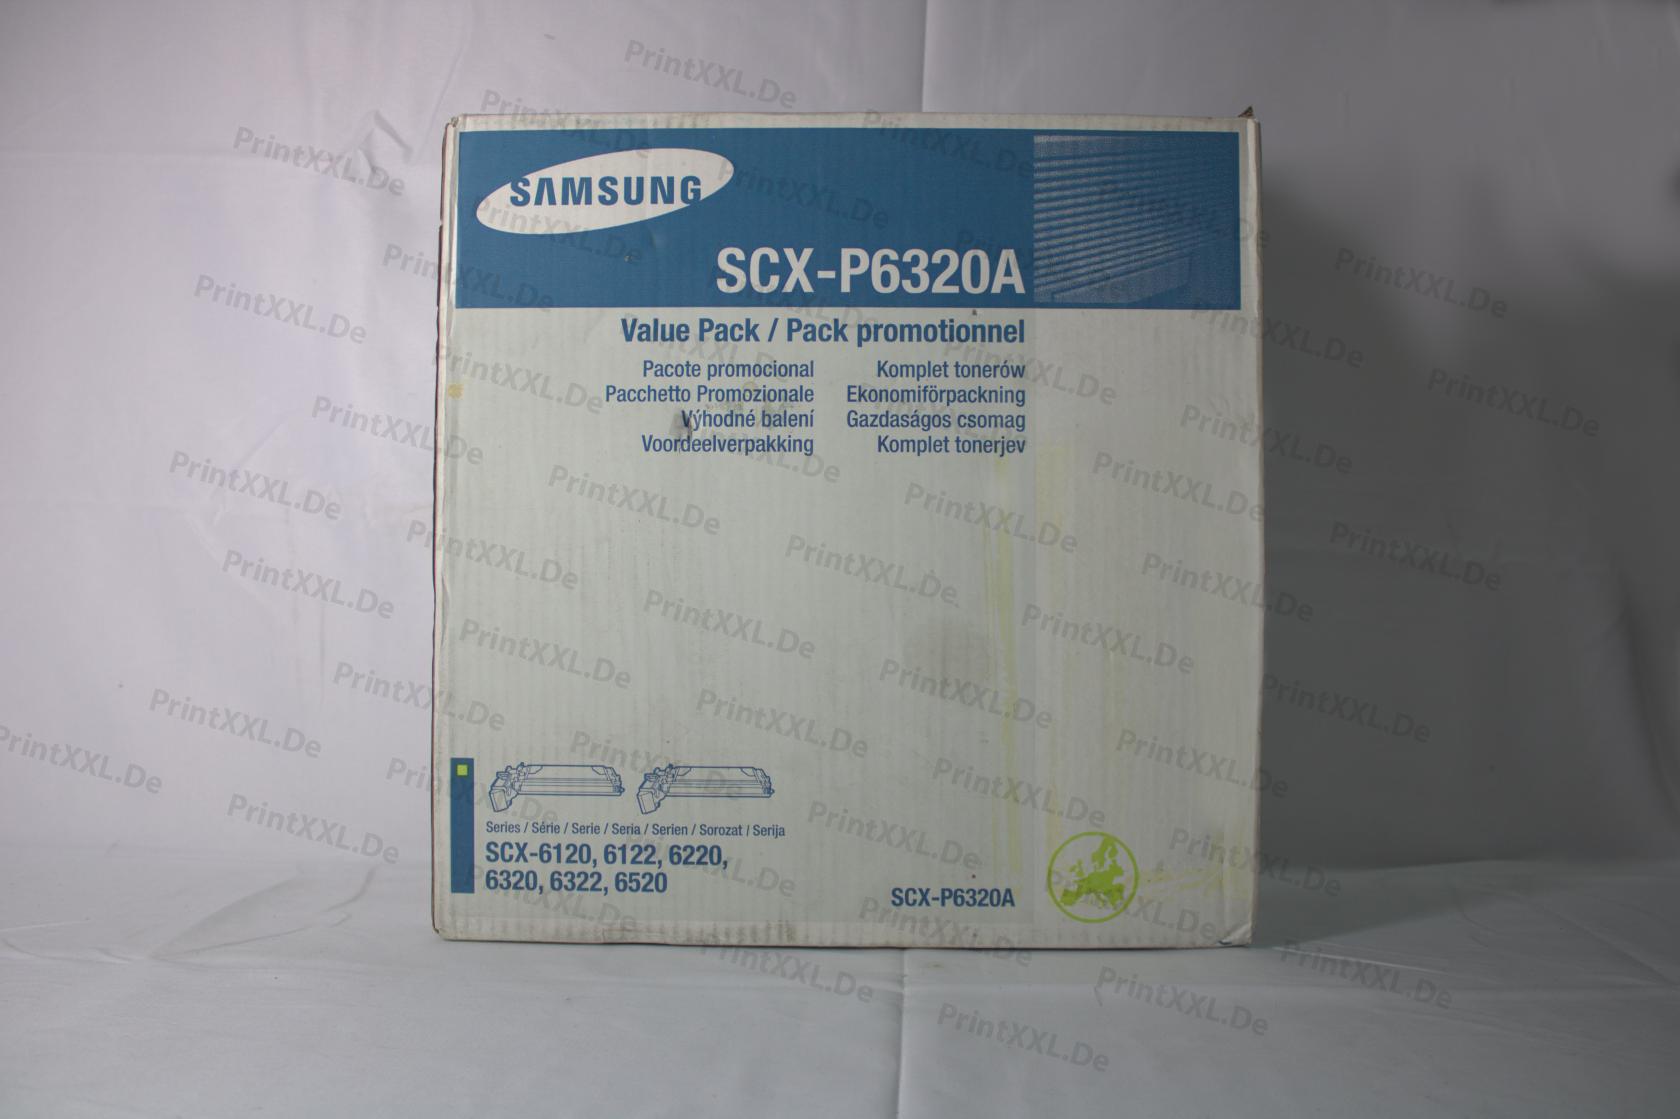 SAMSUNG
SCX-P6320A
Value Pack / Pack promotionnel
Pacote promocional
Pacchetto Promozionale
Výhodné balení
Voordeelverpakking
Komplet tonerów
Ekonomiförpackning
Gazdaságos csomag
Komplet tonerjev
Series / Série / Serie / Seria / Serien / Sorozat / Serija
SCX-6120, 6122, 6220,
6320, 6322, 6520
SCX-P6320A
PrintXXL.De